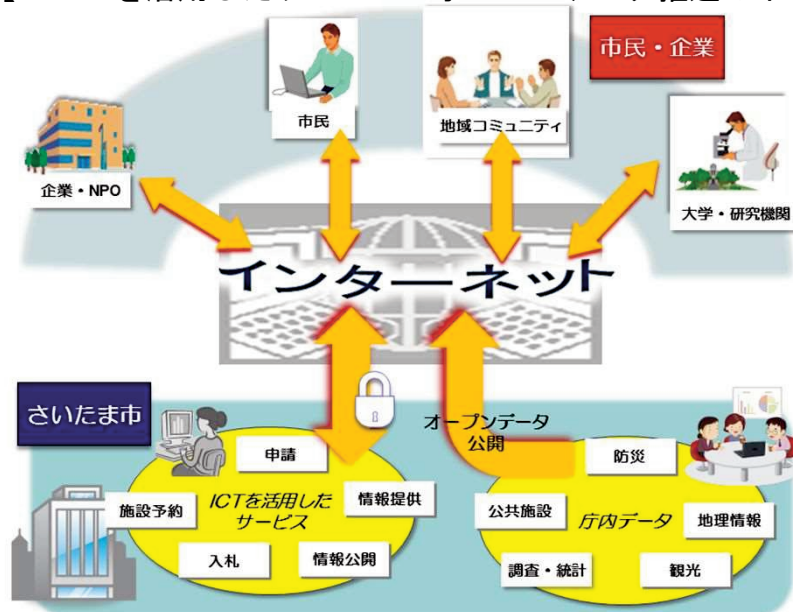 市民・企業
市民
地域コミュニティ
企業・NPO
大学・研究機関
インターネット
さいたま市
オープンデータ
公開
申請
防災
施設予約
ICTを活用した
サービス
情報提供
公共施設
庁内データ
地理情報
入札
情報公開
調査・統計
観光